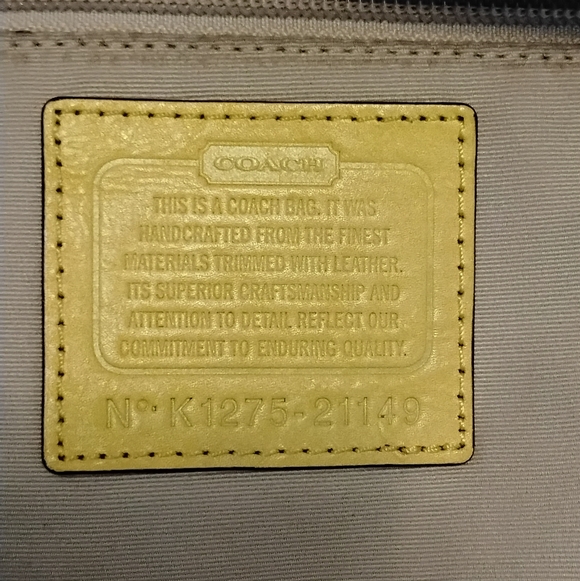 COACH
THIS IS A COACH BAG. IT WAS
HANDCRAFTED FROM THE FINEST
MATERIALS TRIMMED WITH LEATHER.
ITS SUPERIOR CRAFTSMANSHIP AND
ATTENTION TO DETAIL REFLECT OUR
COMMITMENT TO ENDURING QUALITY.
Nº· K1275-21149